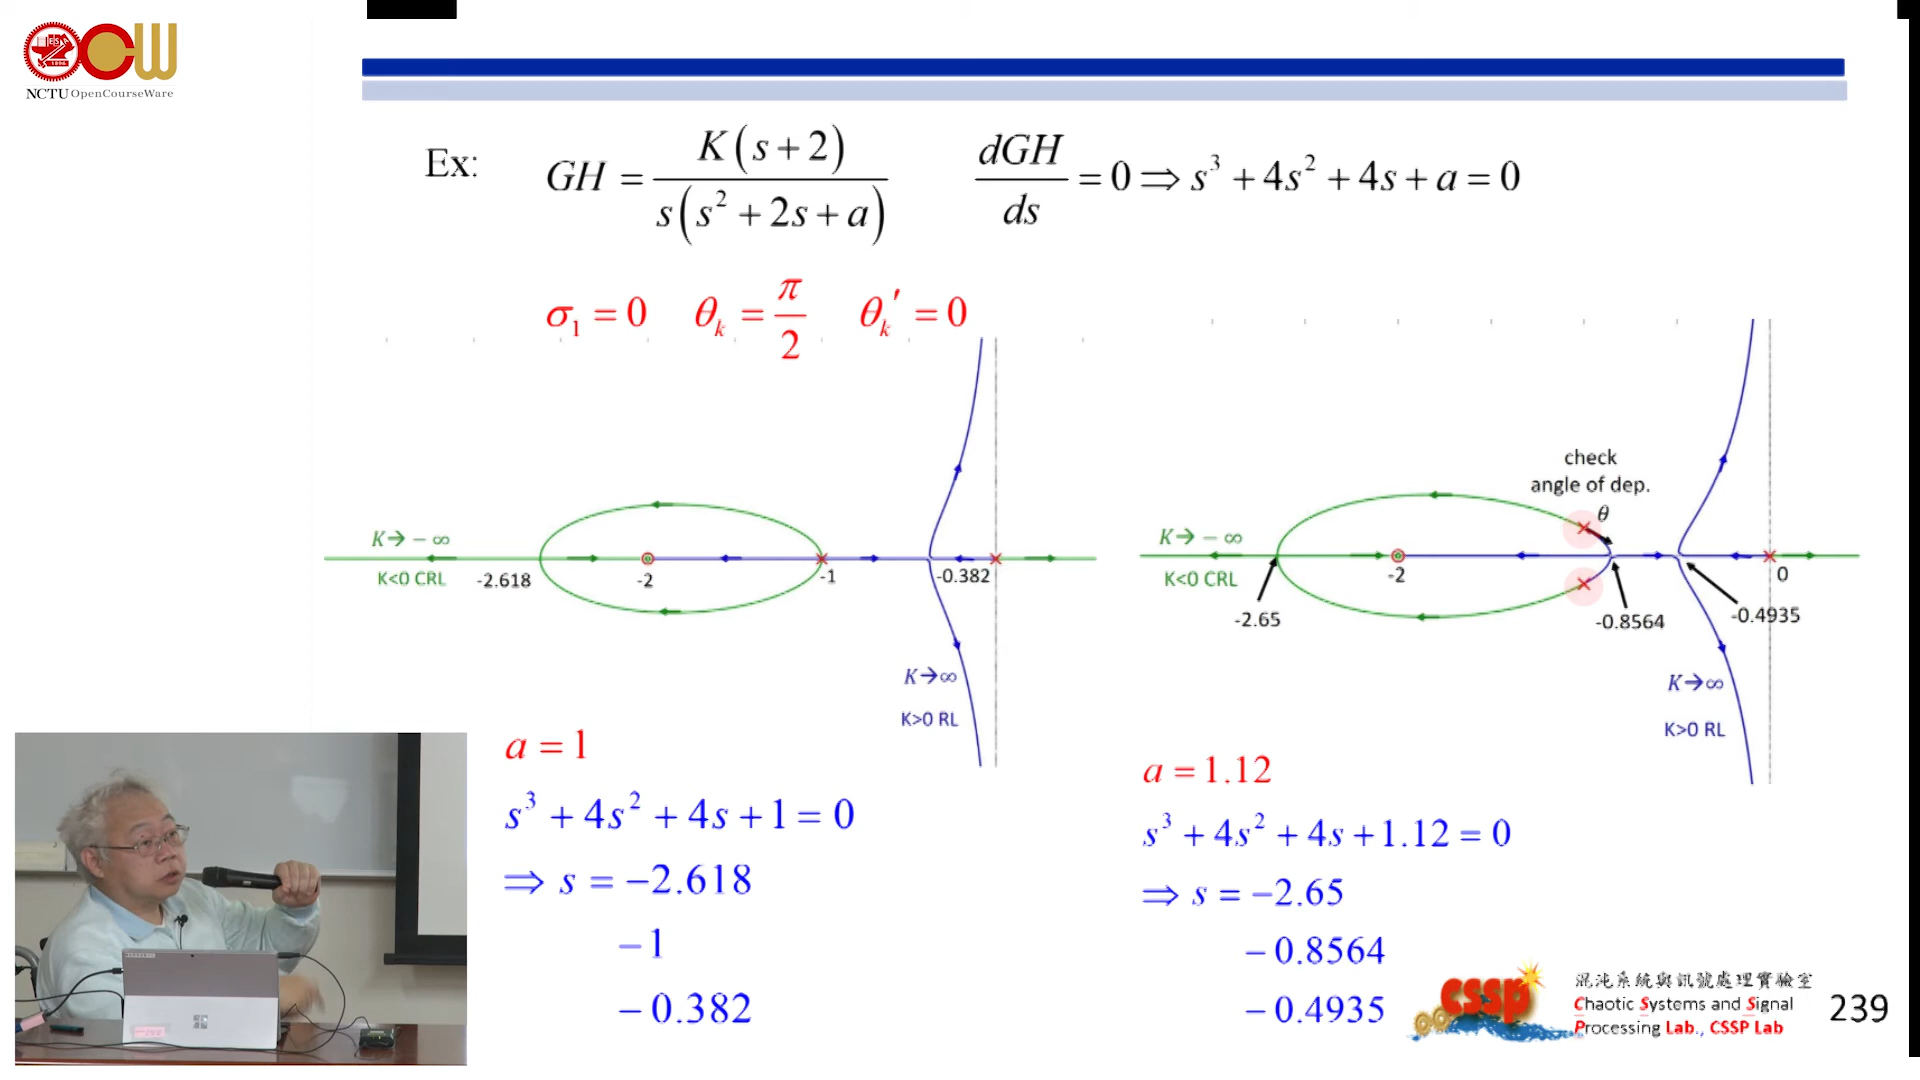 NCTU OpenCourseWare
Ex: GH = K(s+2) / s(s²+2s+a)
dGH/ds = 0 ⇒ s³ + 4s² + 4s + a = 0
σ₁ = 0 θₖ = π/2 θₖ′ = 0
K→ − ∞
K<0 CRL
-2.618
-2
-1
-0.382
K→∞
K>0 RL
check
angle of dep.
θ
K→ − ∞
K<0 CRL
-2
0
-2.65
-0.8564
-0.4935
K→∞
K>0 RL
a = 1
s³ + 4s² + 4s + 1 = 0
⇒ s = −2.618
−1
−0.382
a = 1.12
s³ + 4s² + 4s + 1.12 = 0
⇒ s = −2.65
−0.8564
−0.4935
cssp
混沌系統與訊號處理實驗室
Chaotic Systems and Signal
Processing Lab., CSSP Lab
239